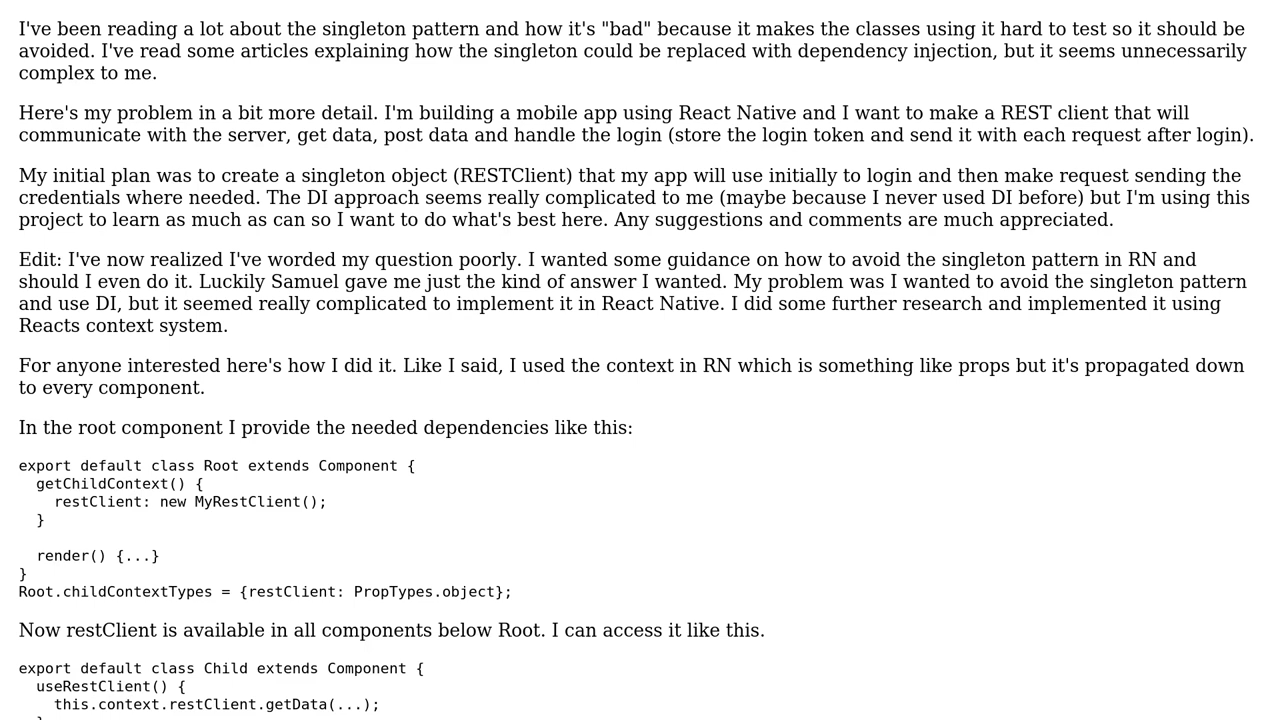 I've been reading a lot about the singleton pattern and how it's "bad" because it makes the classes using it hard to test so it should be
avoided. I've read some articles explaining how the singleton could be replaced with dependency injection, but it seems unnecessarily
complex to me.
Here's my problem in a bit more detail. I'm building a mobile app using React Native and I want to make a REST client that will
communicate with the server, get data, post data and handle the login (store the login token and send it with each request after login).
My initial plan was to create a singleton object (RESTClient) that my app will use initially to login and then make request sending the
credentials where needed. The DI approach seems really complicated to me (maybe because I never used DI before) but I'm using this
project to learn as much as can so I want to do what's best here. Any suggestions and comments are much appreciated.
Edit: I've now realized I've worded my question poorly. I wanted some guidance on how to avoid the singleton pattern in RN and
should I even do it. Luckily Samuel gave me just the kind of answer I wanted. My problem was I wanted to avoid the singleton pattern
and use DI, but it seemed really complicated to implement it in React Native. I did some further research and implemented it using
Reacts context system.
For anyone interested here's how I did it. Like I said, I used the context in RN which is something like props but it's propagated down
to every component.
In the root component I provide the needed dependencies like this:
export default class Root extends Component {
  getChildContext() {
    restClient: new MyRestClient();
  }
  render() {...}
}
Root.childContextTypes = {restClient: PropTypes.object};
Now restClient is available in all components below Root. I can access it like this.
export default class Child extends Component {
  useRestClient() {
    this.context.restClient.getData(...);